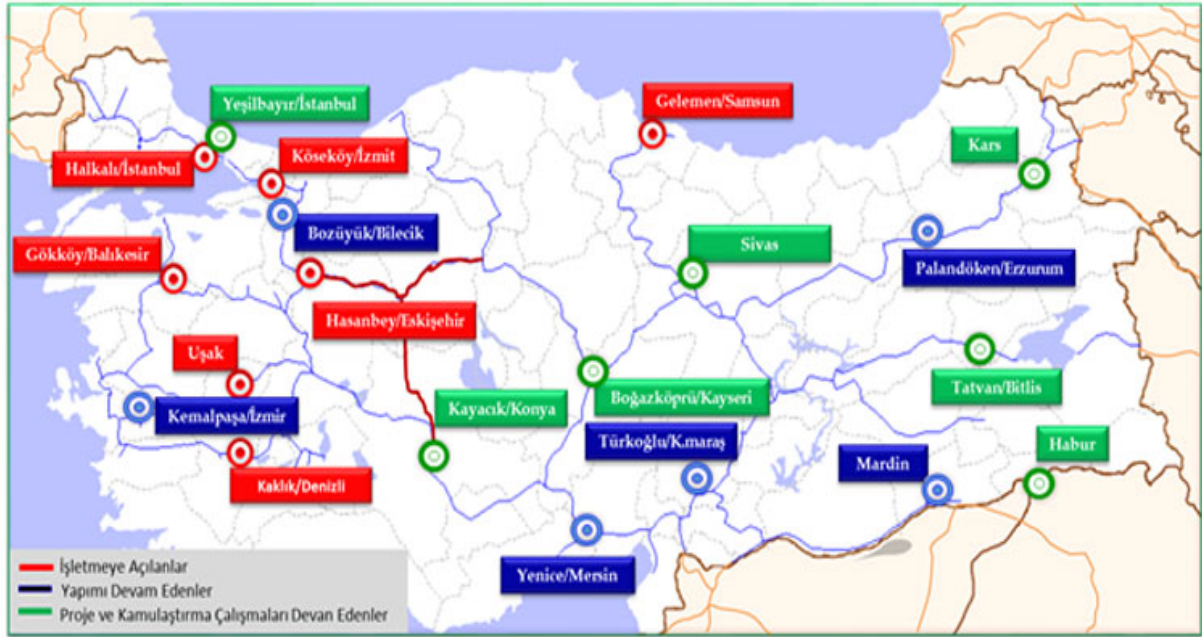 Yeşilbayır/İstanbul
Gelemen/Samsun
Halkalı/İstanbul
Köseköy/İzmit
Kars
Bozüyük/Bilecik
Gökköy/Balıkesir
Sivas
Palandöken/Erzurum
Hasanbey/Eskişehir
Uşak
Kemalpaşa/İzmir
Kayacık/Konya
Boğazköprü/Kayseri
Tatvan/Bitlis
Türkoğlu/K.maraş
Habur
Mardin
Kaklık/Denizli
Yenice/Mersin
İşletmeye Açılanlar
Yapımı Devam Edenler
Proje ve Kamulaştırma Çalışmaları Devan Edenler